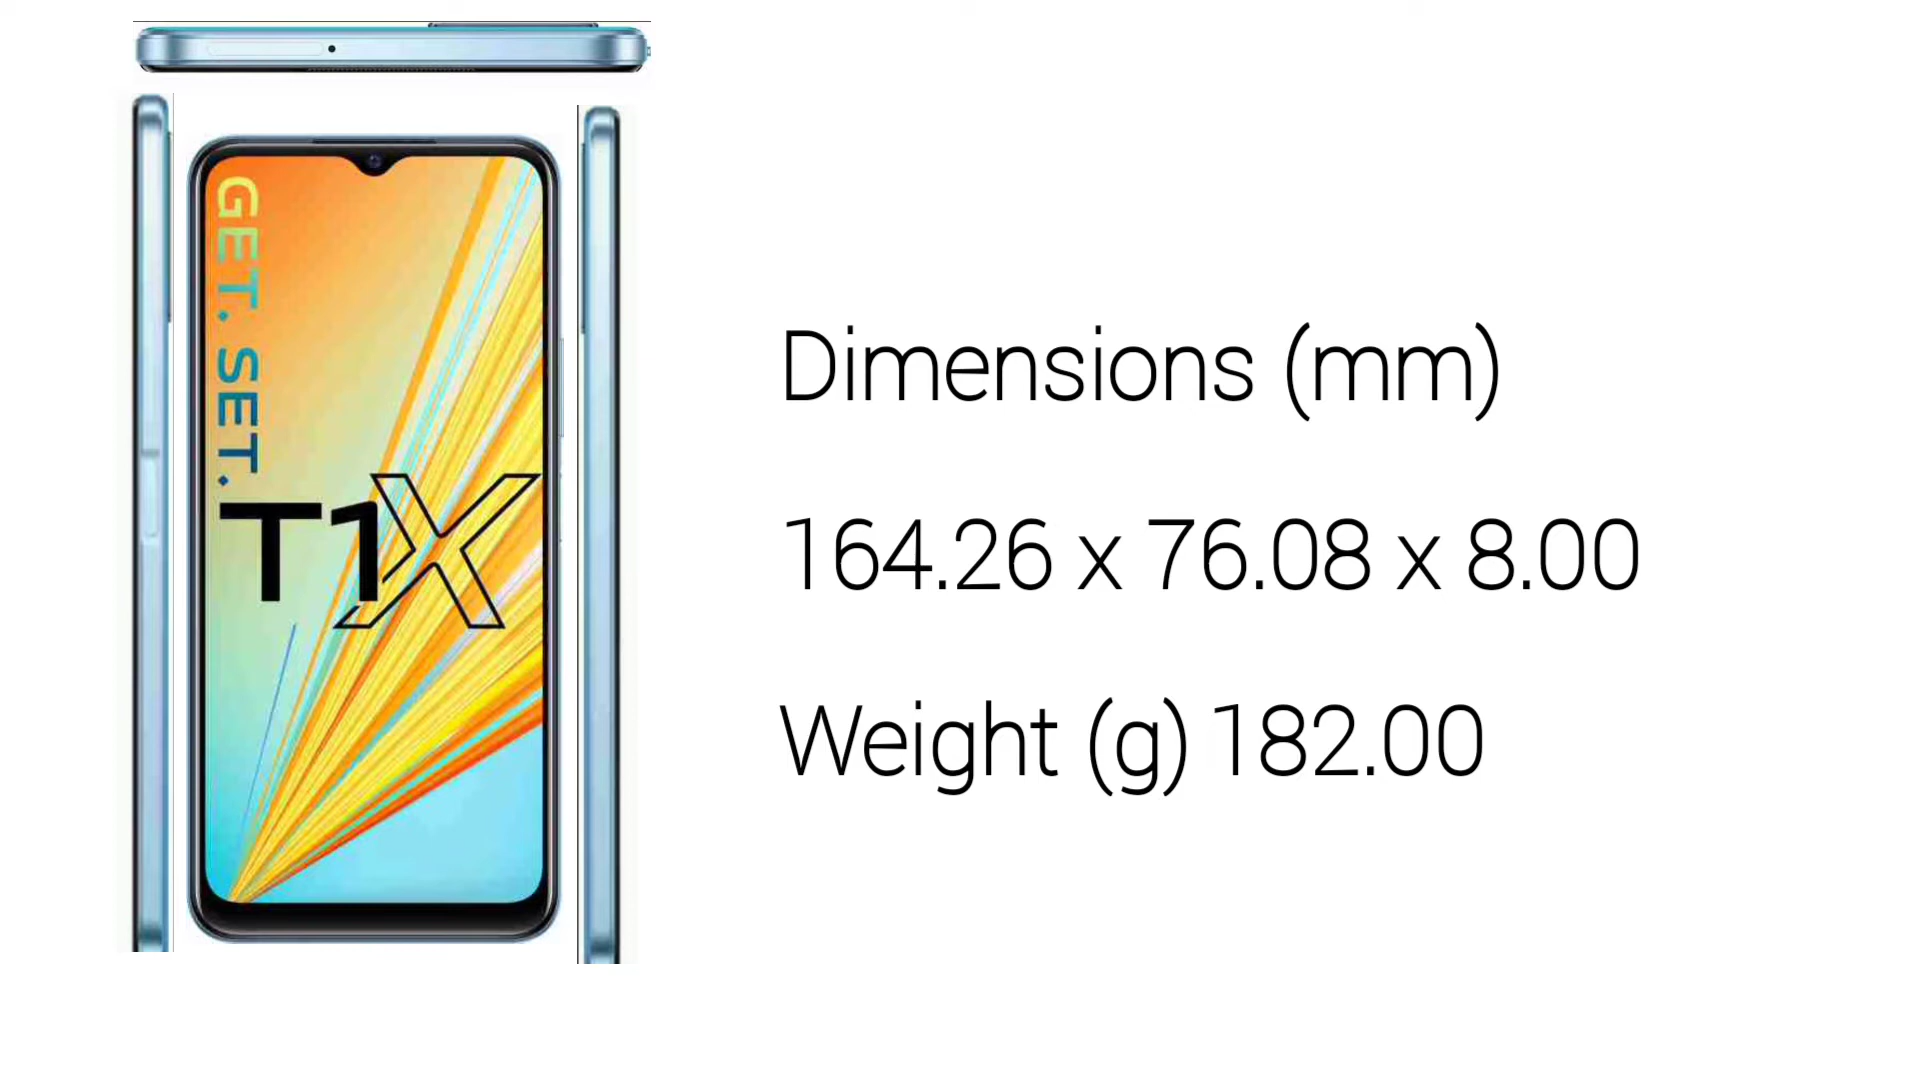 GET. SET.
T1X
Dimensions (mm)
164.26 x 76.08 x 8.00
Weight (g) 182.00